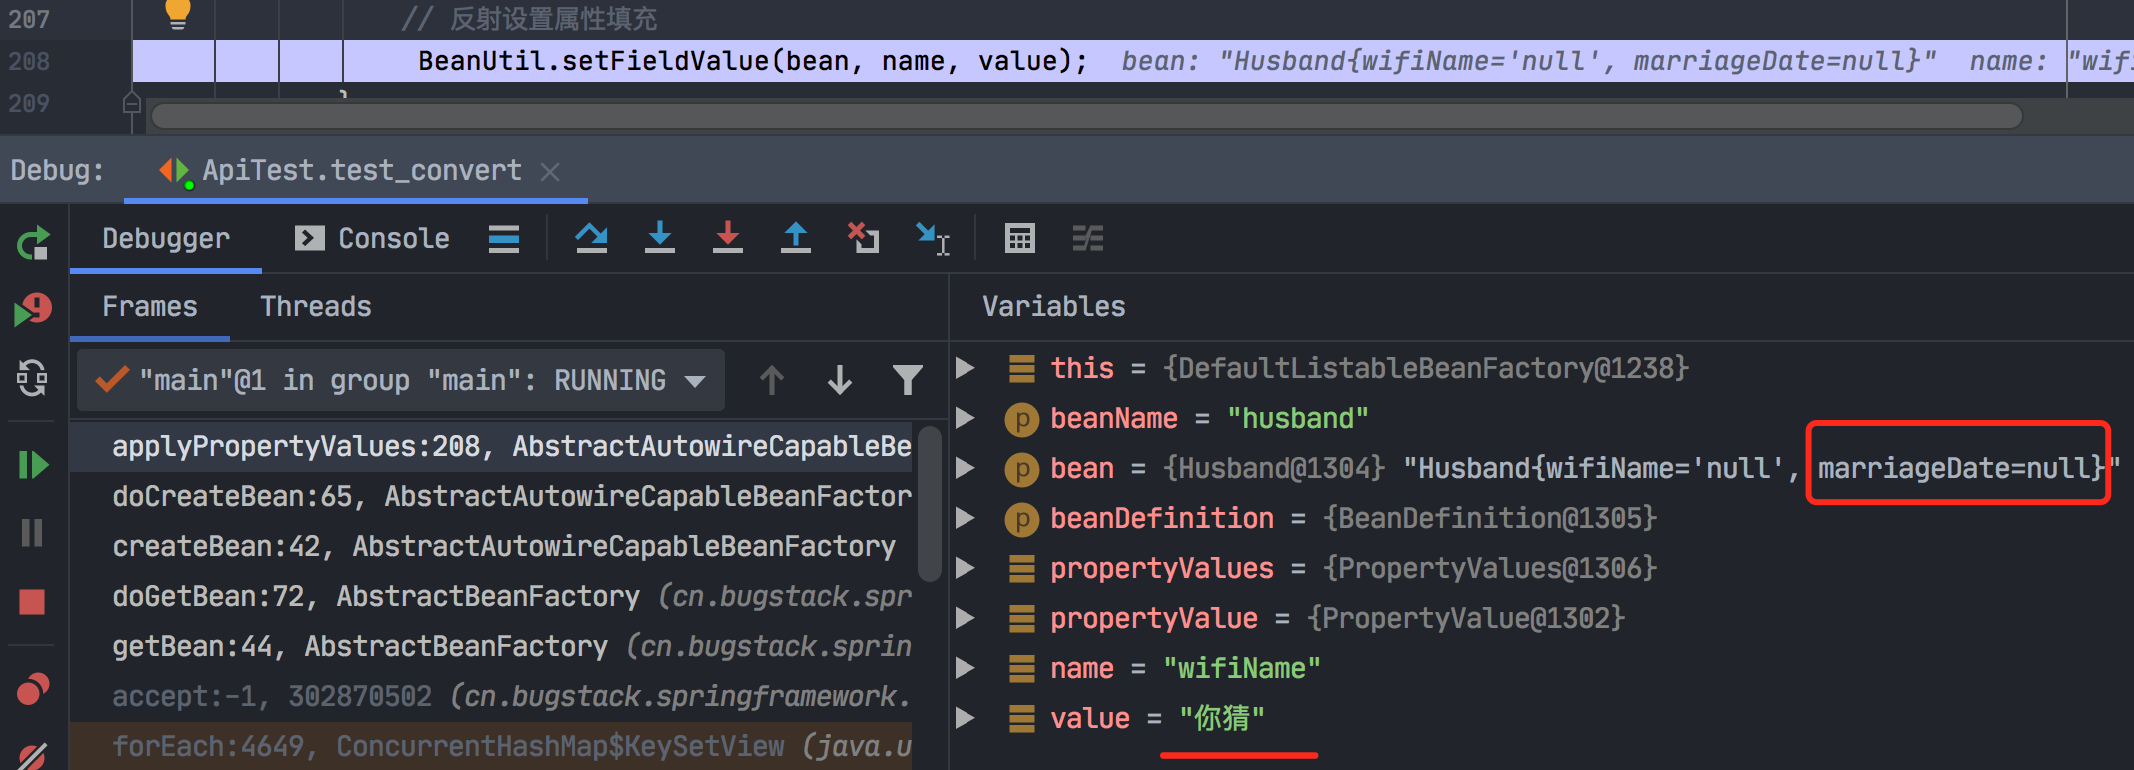 207 // 反射设置属性填充
208 BeanUtil.setFieldValue(bean, name, value); bean: "Husband{wifiName='null', marriageDate=null}" name: "wifi
209 }
Debug: ApiTest.test_convert
Debugger Console
Frames Threads
"main"@1 in group "main": RUNNING
applyPropertyValues:208, AbstractAutowireCapableBe
doCreateBean:65, AbstractAutowireCapableBeanFactor
createBean:42, AbstractAutowireCapableBeanFactory
doGetBean:72, AbstractBeanFactory (cn.bugstack.spr
getBean:44, AbstractBeanFactory (cn.bugstack.sprin
accept:-1, 302870502 (cn.bugstack.springframework.
forEach:4649, ConcurrentHashMap$KeySetView (java.u
Variables
this = {DefaultListableBeanFactory@1238}
p beanName = "husband"
p bean = {Husband@1304} "Husband{wifiName='null', marriageDate=null}"
p beanDefinition = {BeanDefinition@1305}
propertyValues = {PropertyValues@1306}
propertyValue = {PropertyValue@1302}
name = "wifiName"
value = "你猜"